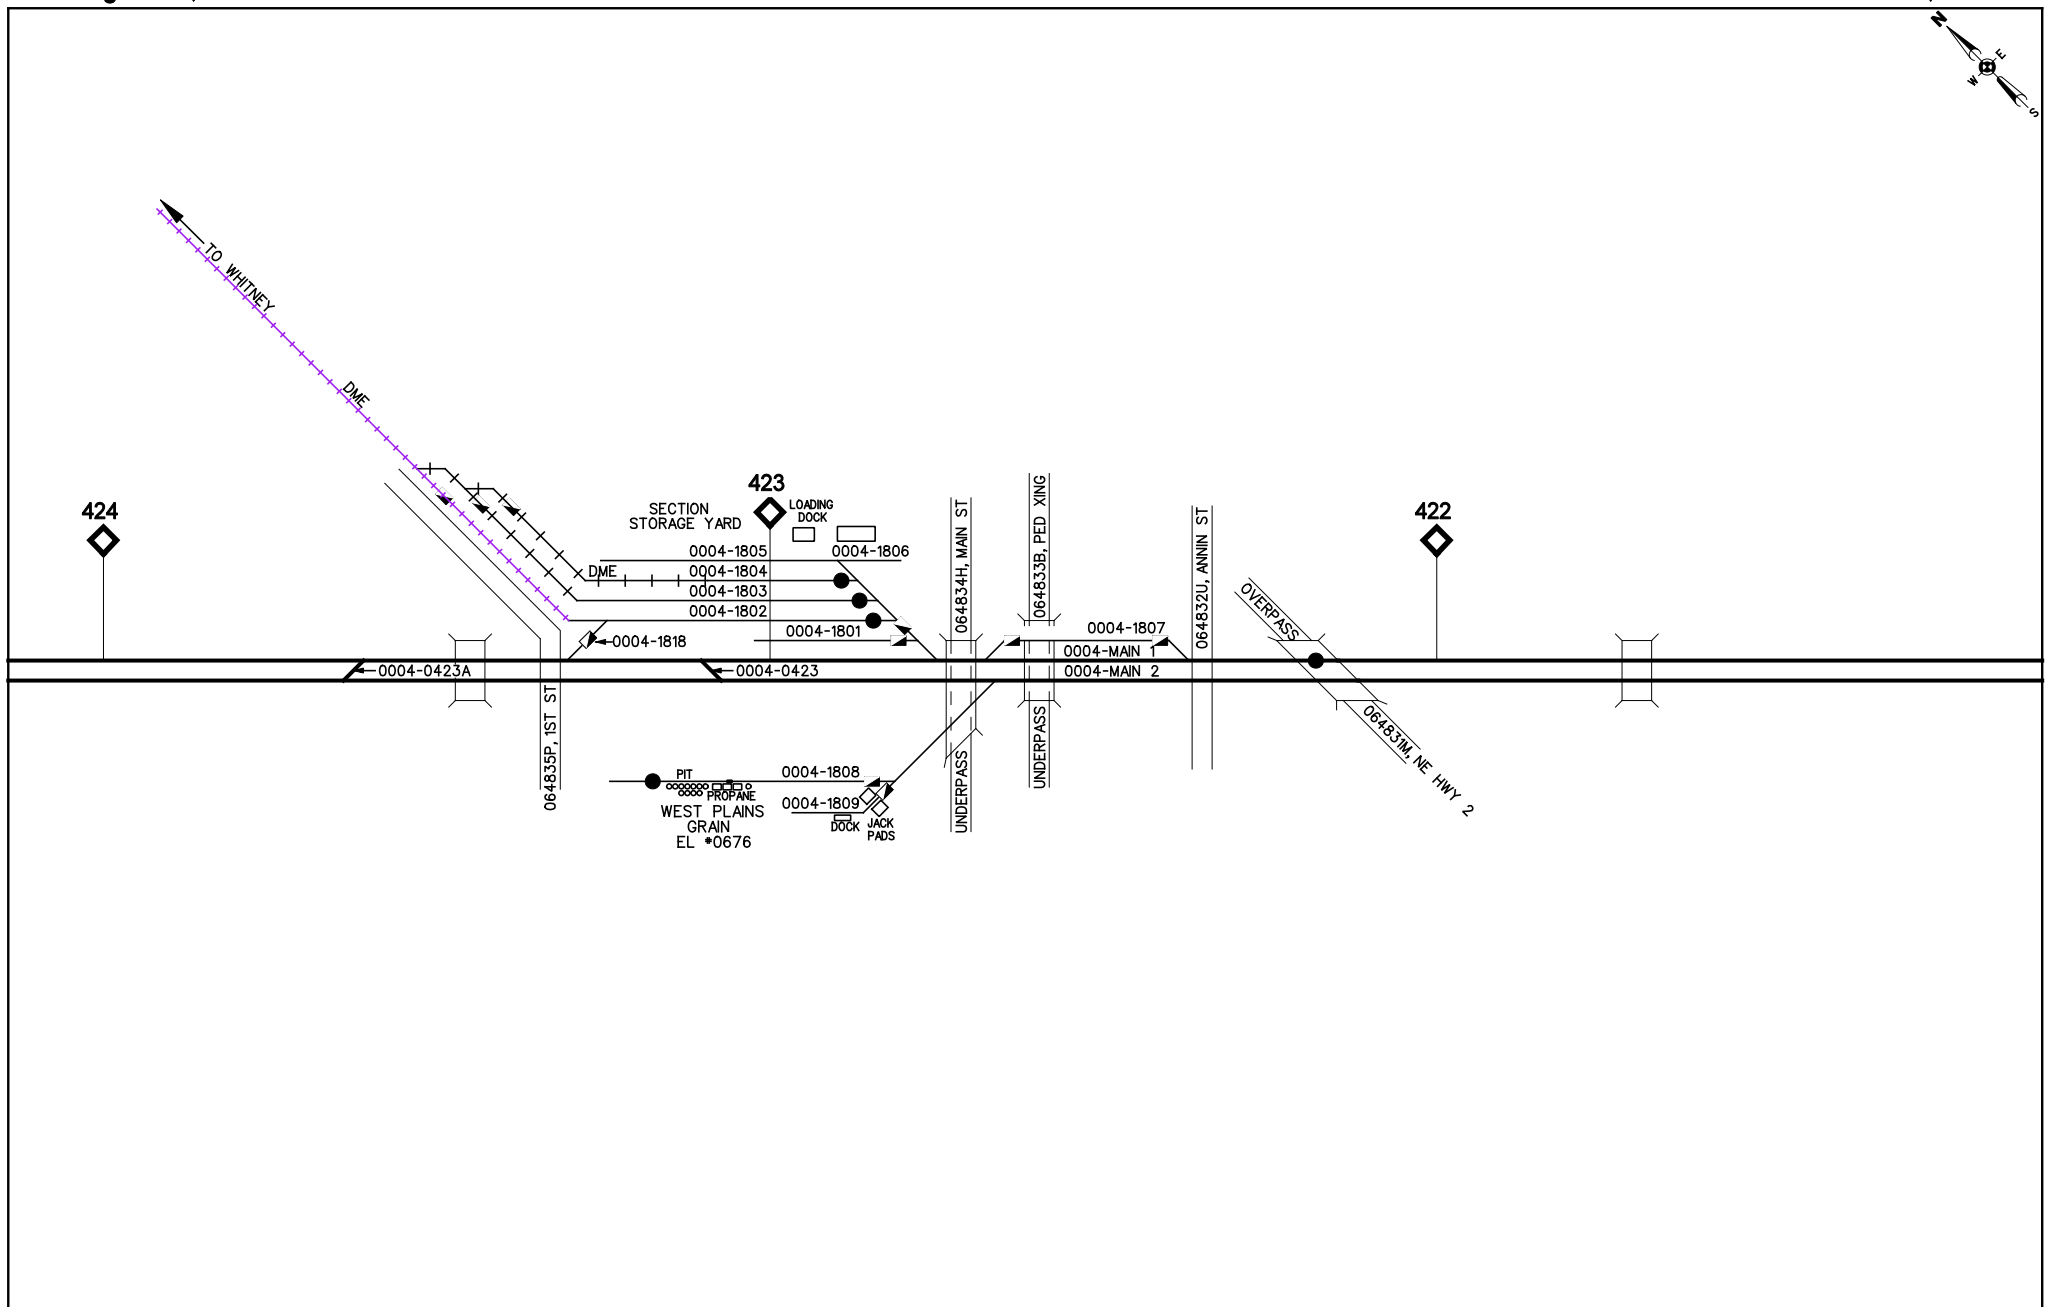 N
E
W
S
TO WHITNEY
DME
424
423
422
SECTION
STORAGE YARD
LOADING
DOCK
0004-1805
0004-1806
DME
0004-1804
0004-1803
0004-1802
0004-1801
0004-1818
0004-1807
0004-MAIN 1
0004-MAIN 2
0004-0423A
0004-0423
064835P, 1ST ST
064834H, MAIN ST
UNDERPASS
064833B, PED XING
UNDERPASS
064832U, ANNIN ST
OVERPASS
064831M, NE HWY 2
PIT
0004-1808
PROPANE
0004-1809
WEST PLAINS
GRAIN
EL *0676
DOCK
JACK
PADS